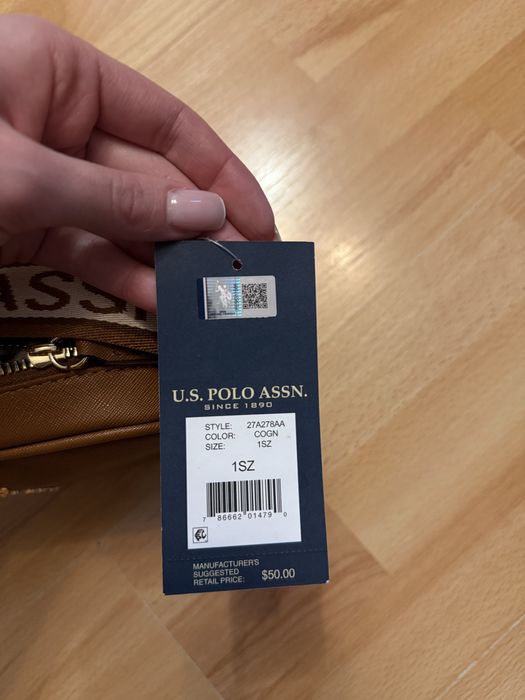 ASSN
U.S. POLO ASSN.
SINCE 1890
STYLE: 27A278AA
COLOR: COGN
SIZE: 1SZ
1SZ
7 86662 01479 0
MANUFACTURER'S
SUGGESTED
RETAIL PRICE: $50.00